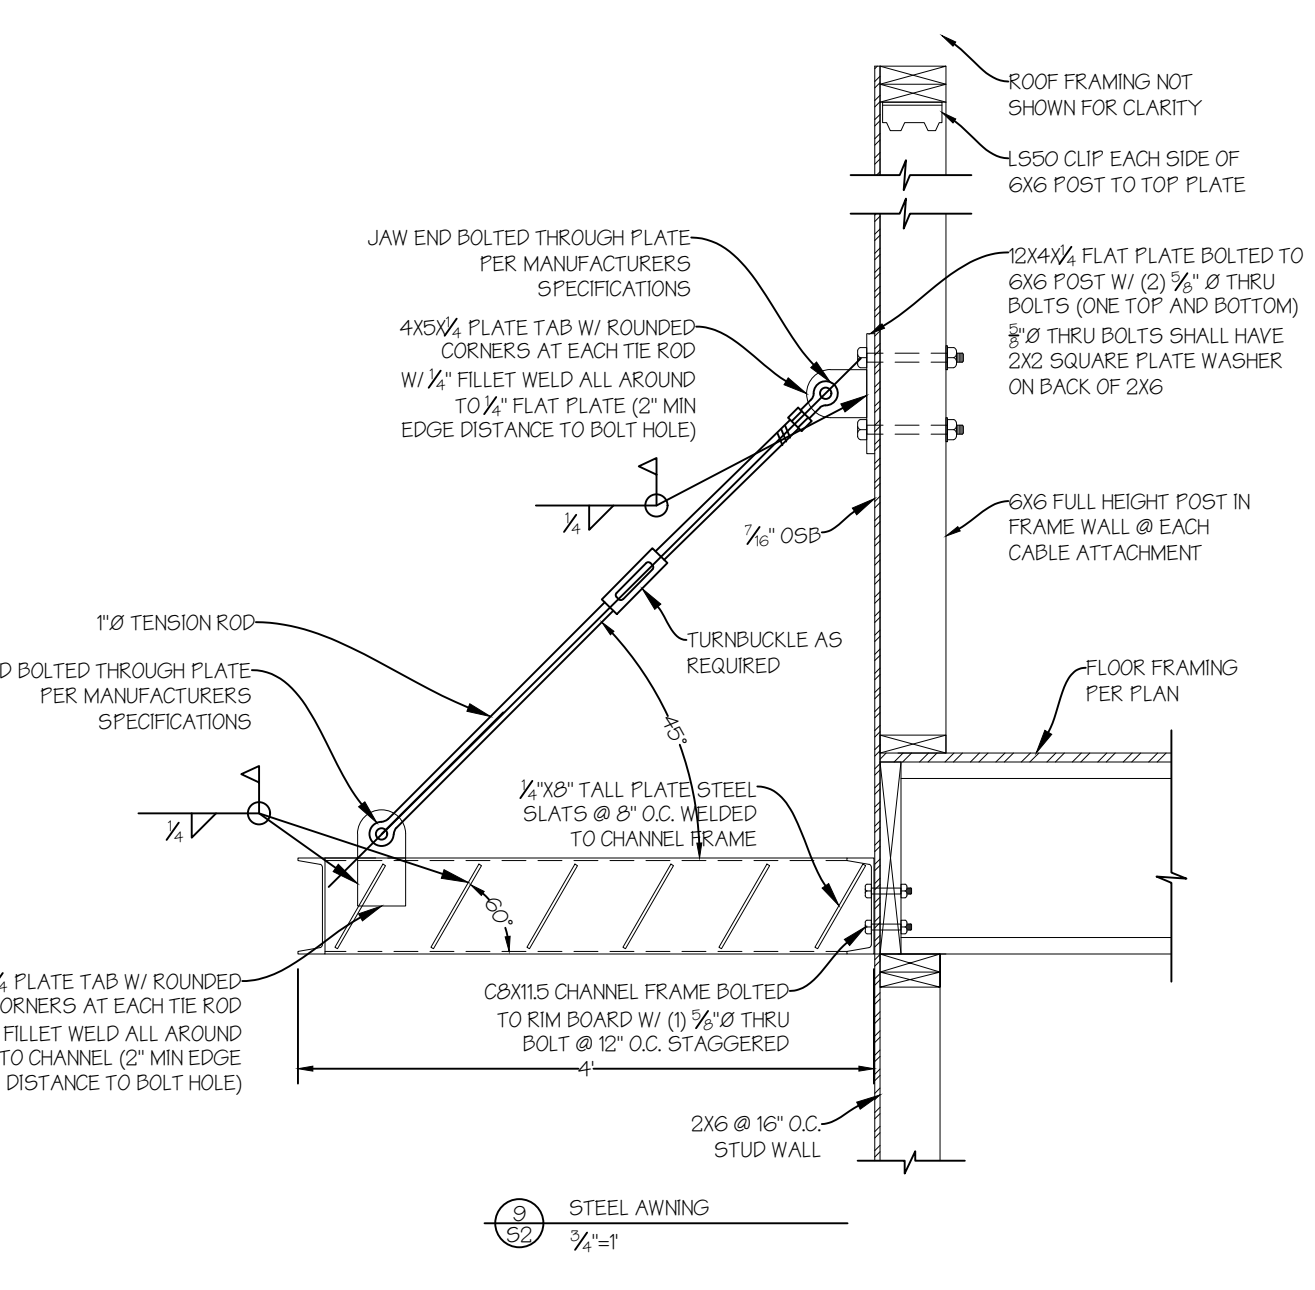 ROOF FRAMING NOT
SHOWN FOR CLARITY
LS50 CLIP EACH SIDE OF
6X6 POST TO TOP PLATE
JAW END BOLTED THROUGH PLATE
PER MANUFACTURERS
SPECIFICATIONS
12X4X1/4 FLAT PLATE BOLTED TO
6X6 POST W/ (2) 5/8" Ø THRU
BOLTS (ONE TOP AND BOTTOM)
5/8"Ø THRU BOLTS SHALL HAVE
2X2 SQUARE PLATE WASHER
ON BACK OF 2X6
4X5X1/4 PLATE TAB W/ ROUNDED
CORNERS AT EACH TIE ROD
W/ 1/4" FILLET WELD ALL AROUND
TO 1/4" FLAT PLATE (2" MIN
EDGE DISTANCE TO BOLT HOLE)
1/4
7/16" OSB
6X6 FULL HEIGHT POST IN
FRAME WALL @ EACH
CABLE ATTACHMENT
1"Ø TENSION ROD
TURNBUCKLE AS
REQUIRED
D BOLTED THROUGH PLATE
PER MANUFACTURERS
SPECIFICATIONS
FLOOR FRAMING
PER PLAN
45°
1/4"X8" TALL PLATE STEEL
SLATS @ 8" O.C. WELDED
TO CHANNEL FRAME
1/4
60°
PLATE TAB W/ ROUNDED
ORNERS AT EACH TIE ROD
FILLET WELD ALL AROUND
TO CHANNEL (2" MIN EDGE
DISTANCE TO BOLT HOLE)
C8X11.5 CHANNEL FRAME BOLTED
TO RIM BOARD W/ (1) 5/8"Ø THRU
BOLT @ 12" O.C. STAGGERED
4'
2X6 @ 16" O.C.
STUD WALL
9
S2
STEEL AWNING
3/4"=1'